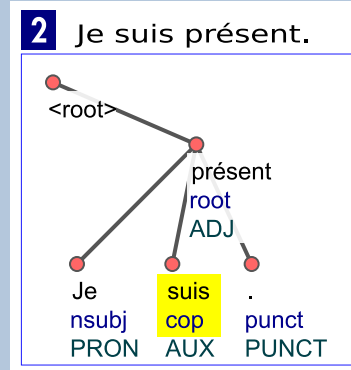 2 Je suis présent.
<root>
présent
root
ADJ
Je suis .
nsubj cop punct
PRON AUX PUNCT